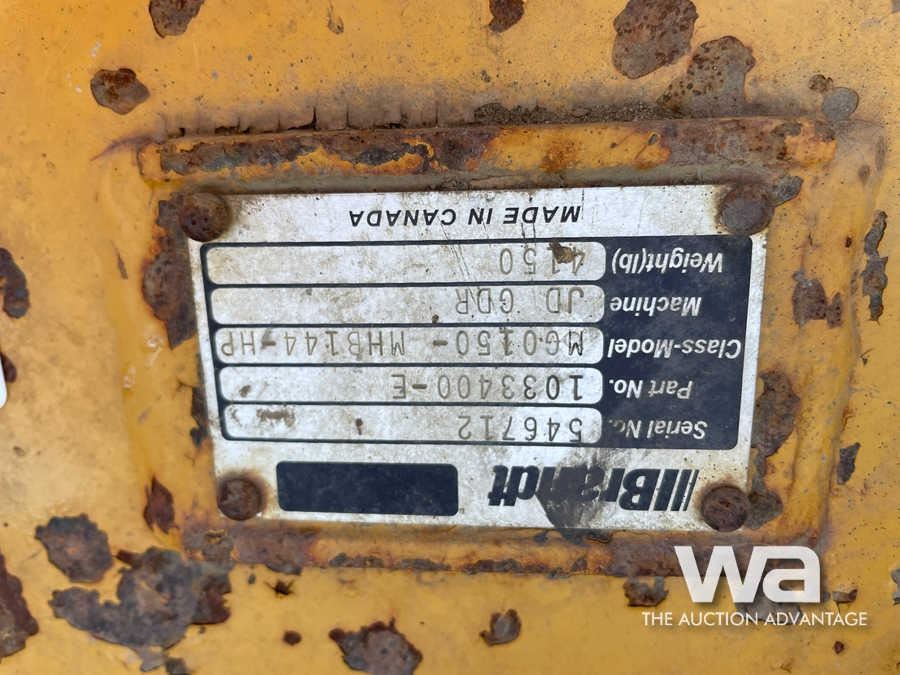 Brandt
Serial No. 546712
Part No. 1033400-E
Class-Model MG0150-MHB144-HP
Machine JD GDR
Weight(lb) 4150
MADE IN CANADA
wa
THE AUCTION ADVANTAGE